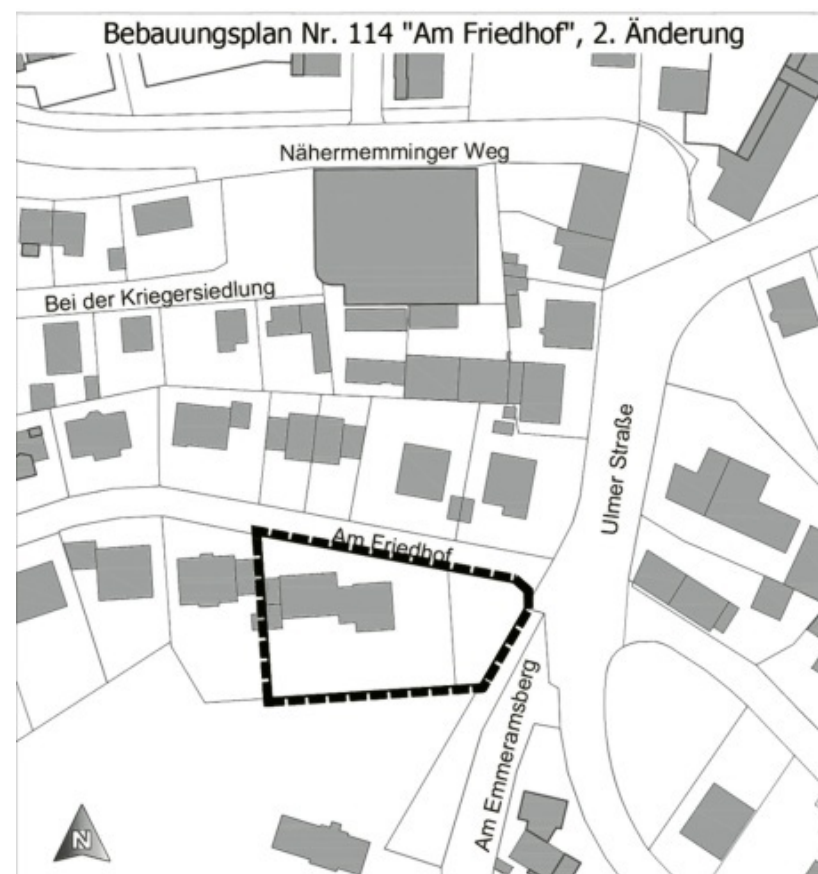 Bebauungsplan Nr. 114 "Am Friedhof", 2. Änderung
Nähermemminger Weg
Bei der Kriegersiedlung
Ulmer Straße
Am Friedhof
Am Emmeramsberg
N